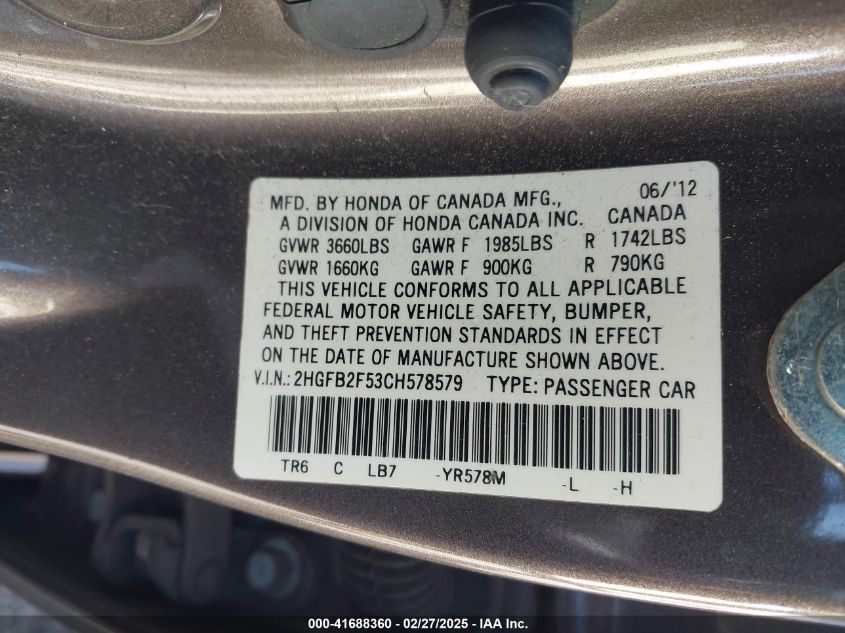 MFD. BY HONDA OF CANADA MFG., 06/'12
A DIVISION OF HONDA CANADA INC. CANADA
GVWR 3660LBS GAWR F 1985LBS R 1742LBS
GVWR 1660KG GAWR F 900KG R 790KG
THIS VEHICLE CONFORMS TO ALL APPLICABLE
FEDERAL MOTOR VEHICLE SAFETY, BUMPER,
AND THEFT PREVENTION STANDARDS IN EFFECT
ON THE DATE OF MANUFACTURE SHOWN ABOVE.
V.I.N.: 2HGFB2F53CH578579 TYPE: PASSENGER CAR
TR6 C LB7 -YR578M -L -H
000-41688360 - 02/27/2025 - IAA Inc.